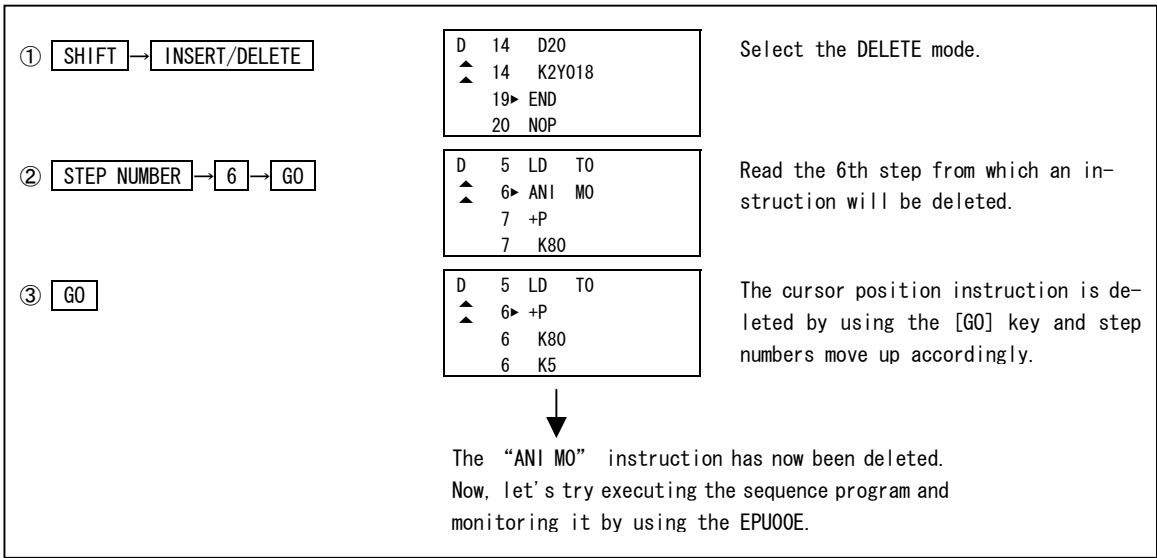 ① SHIFT → INSERT/DELETE
D 14 D20
14 K2Y018
19► END
20 NOP
Select the DELETE mode.
② STEP NUMBER → 6 → GO
D 5 LD T0
6► ANI M0
7 +P
7 K80
Read the 6th step from which an in-
struction will be deleted.
③ GO
D 5 LD T0
6► +P
6 K80
6 K5
The cursor position instruction is de-
leted by using the [GO] key and step
numbers move up accordingly.
The “ANI M0” instruction has now been deleted.
Now, let's try executing the sequence program and
monitoring it by using the EPU00E.